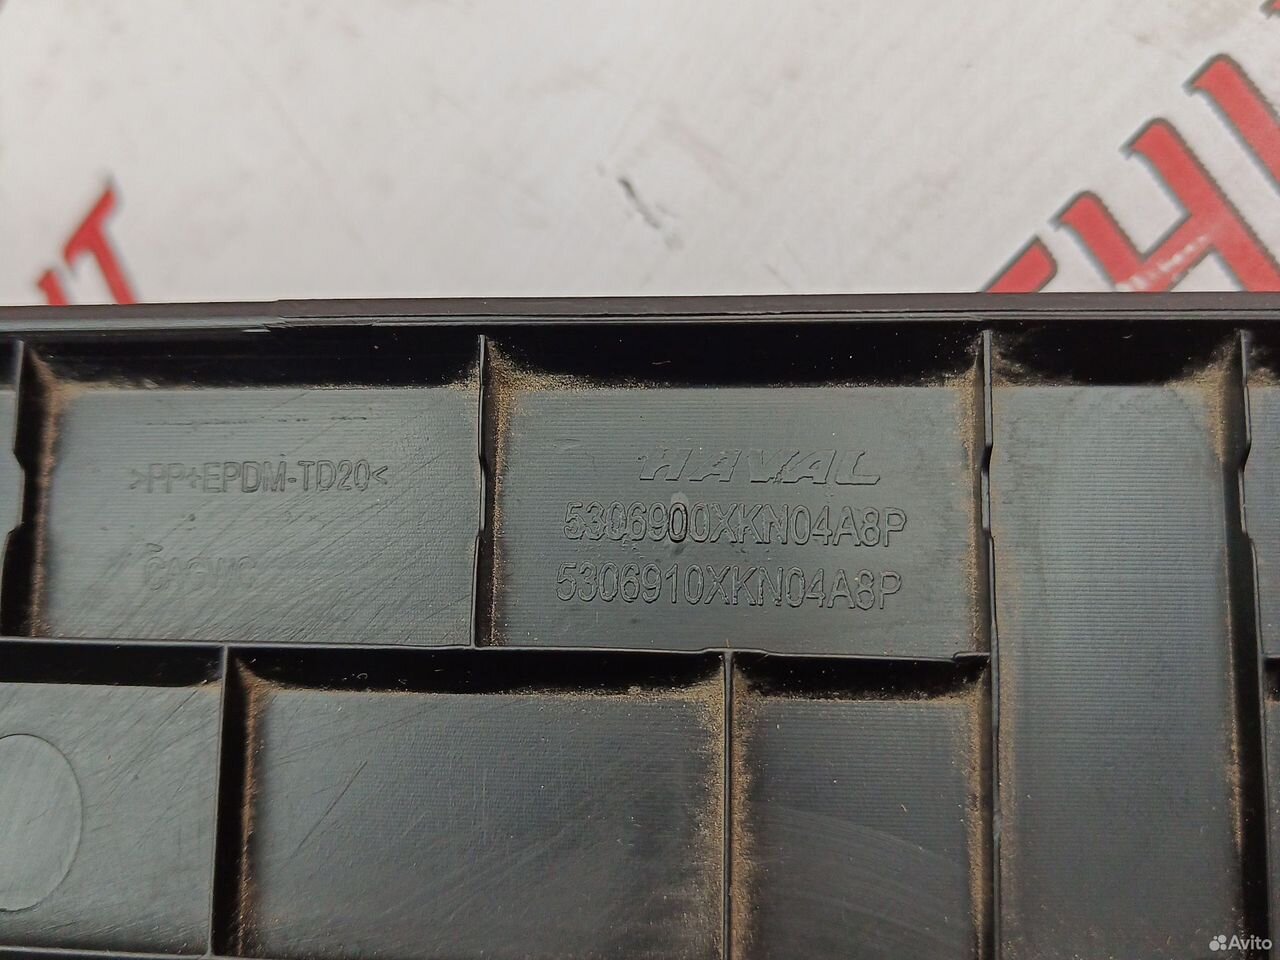 >PP+EPDM-TD20<
HAVAL
5306900XKN04A8P
5306910XKN04A8P
Avito